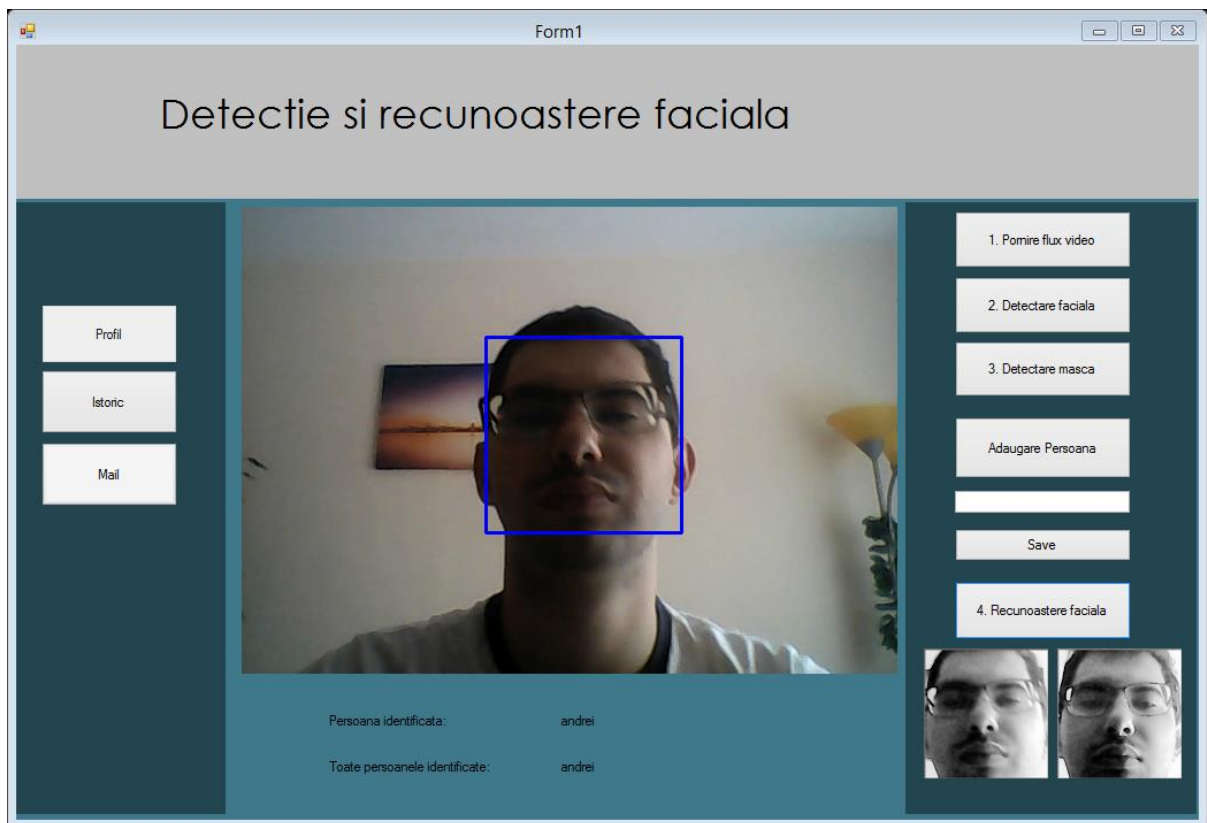 Form1
Detectie si recunoastere faciala
Profil
Istoric
Mail
1. Pornire flux video
2. Detectare faciala
3. Detectare masca
Adaugare Persoana
Save
4. Recunoastere faciala
Persoana identificata: andrei
Toate persoanele identificate: andrei